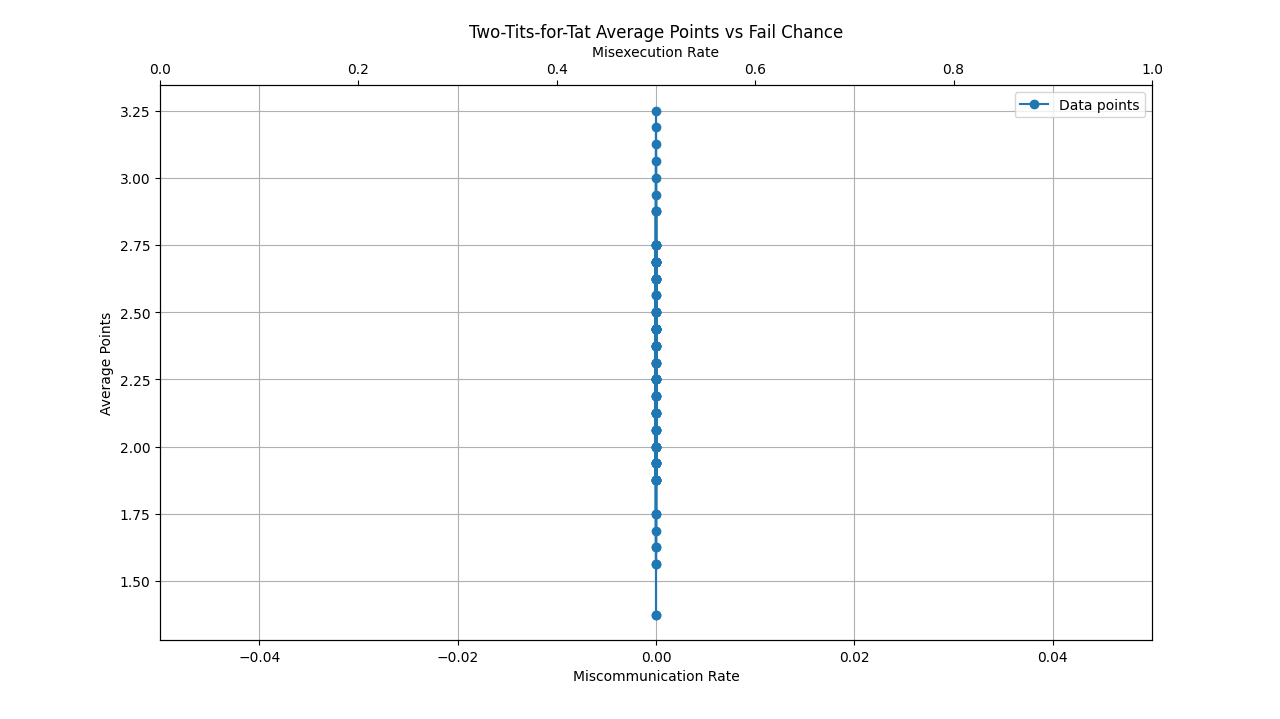 Two-Tits-for-Tat Average Points vs Fail Chance
Misexecution Rate
0.0 0.2 0.4 0.6 0.8 1.0
Data points
3.25
3.00
2.75
2.50
2.25
2.00
1.75
1.50
Average Points
−0.04 −0.02 0.00 0.02 0.04
Miscommunication Rate